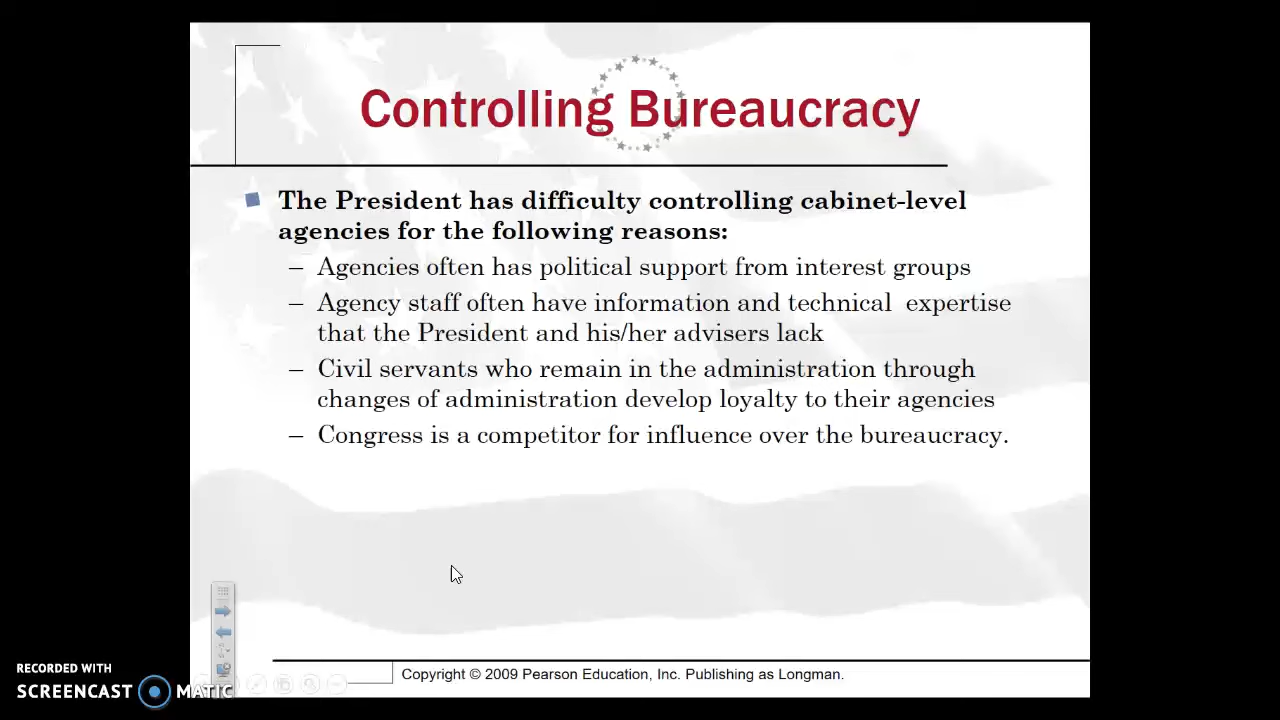 Controlling Bureaucracy
The President has difficulty controlling cabinet-level
agencies for the following reasons:
– Agencies often has political support from interest groups
– Agency staff often have information and technical expertise
that the President and his/her advisers lack
– Civil servants who remain in the administration through
changes of administration develop loyalty to their agencies
– Congress is a competitor for influence over the bureaucracy.
Copyright © 2009 Pearson Education, Inc. Publishing as Longman.
RECORDED WITH
SCREENCAST MATIC